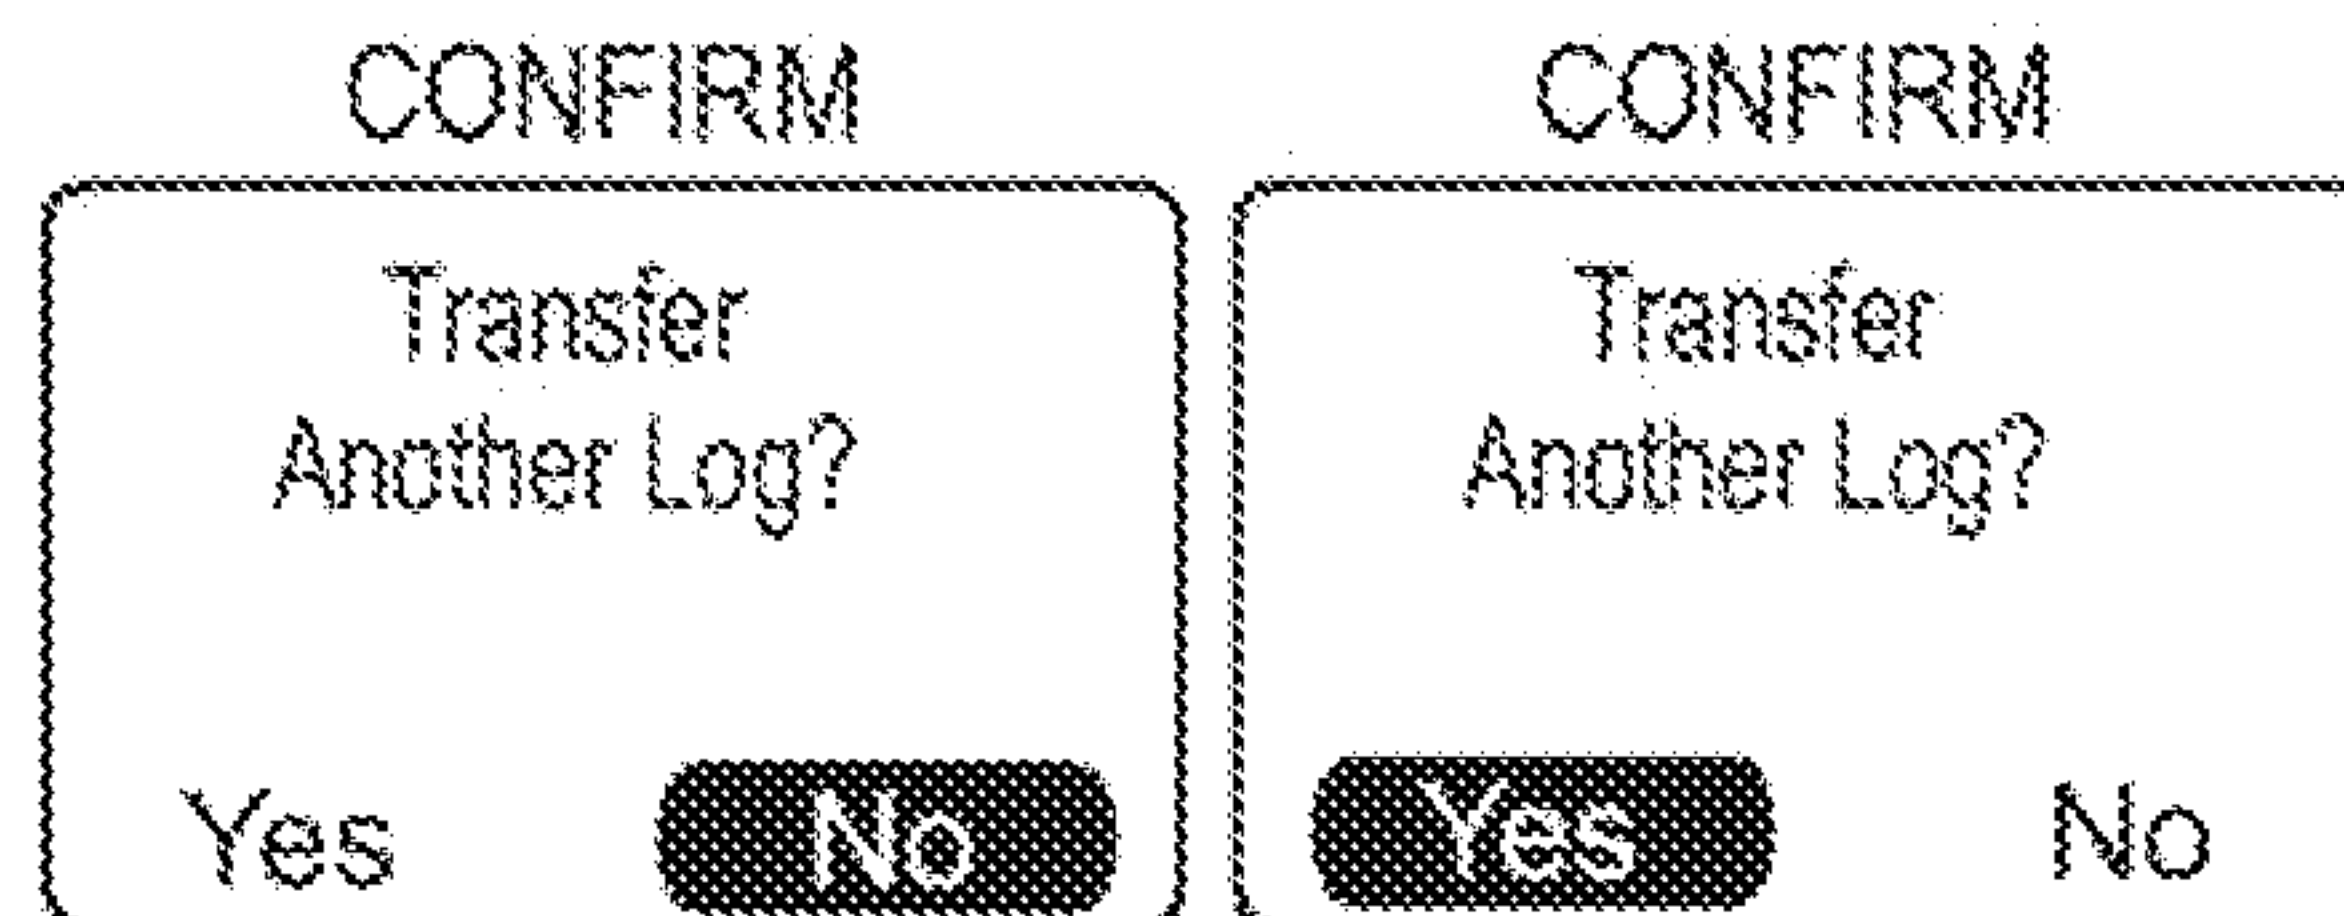 CONFIRM
Transfer
Another Log?
Yes No
CONFIRM
Transfer
Another Log?
Yes No